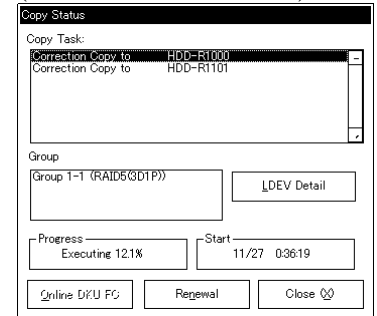 Copy Status
Copy Task:
Correction Copy to HDD-R1000
Correction Copy to HDD-R1101
Group
Group 1-1 (RAID5(3D1P))
LDEV Detail
Progress
Executing 12.1%
Start
11/27 0:36:19
Online DKU FC
Renewal
Close (X)